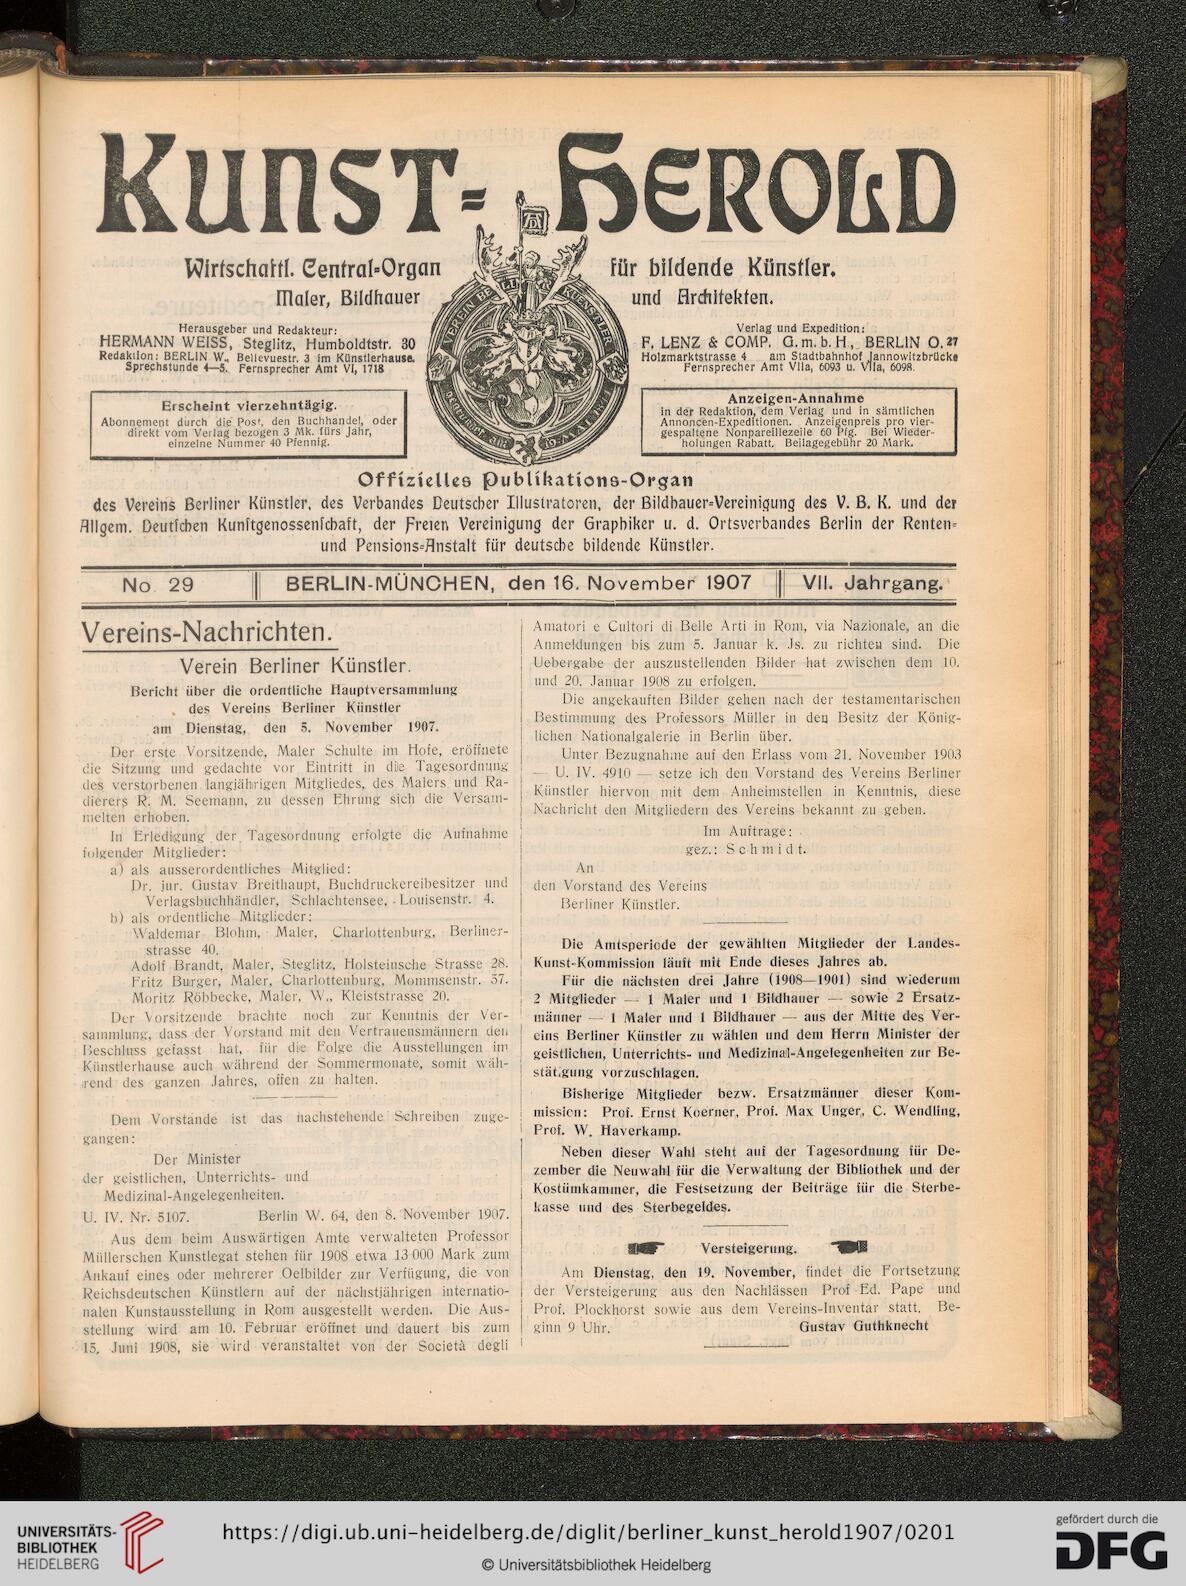 KUNST=HEROLD
Wirtschaftl. Central=Organ für bildende Künstler.
Maler, Bildhauer und Architekten.
Herausgeber und Redakteur:
HERMANN WEISS, Steglitz, Humboldtstr. 30
Redaktion: BERLIN W., Bellevuestr. 3 im Künstlerhause.
Sprechstunde 4—5. Fernsprecher Amt VI, 1718
Verlag und Expedition:
F. LENZ & COMP. G. m. b. H., BERLIN O. 27
Holzmarktstrasse 4 am Stadtbahnhof Jannowitzbrücke
Fernsprecher Amt VIIa, 6093 u. VIIa, 6098.
VEREIN BERLINER KUENSTLER
Erscheint vierzehntägig.
Abonnement durch die Post, den Buchhandel, oder
direkt vom Verlag bezogen 3 Mk. fürs Jahr,
einzelne Nummer 40 Pfennig.
Anzeigen-Annahme
in der Redaktion, dem Verlag und in sämtlichen
Annoncen-Expeditionen. Anzeigenpreis pro vier-
gespaltene Nonpareillezeile 60 Pfg. Bei Wieder-
holungen Rabatt. Beilagegebühr 20 Mark.
Offizielles Publikations-Organ
des Vereins Berliner Künstler, des Verbandes Deutscher Illustratoren, der Bildhauer=Vereinigung des V. B. K. und der
Allgem. Deutschen Kunstgenossenschaft, der Freien Vereinigung der Graphiker u. d. Ortsverbandes Berlin der Renten=
und Pensions=Anstalt für deutsche bildende Künstler.
No. 29 BERLIN-MÜNCHEN, den 16. November 1907 VII. Jahrgang.
Vereins-Nachrichten.
Verein Berliner Künstler.
Bericht über die ordentliche Hauptversammlung
des Vereins Berliner Künstler
am Dienstag, den 5. November 1907.
Der erste Vorsitzende, Maler Schulte im Hofe, eröffnete
die Sitzung und gedachte vor Eintritt in die Tagesordnung
des verstorbenen langjährigen Mitgliedes, des Malers und Ra-
dierers R. M. Seemann, zu dessen Ehrung sich die Versam-
melten erhoben.
In Erledigung der Tagesordnung erfolgte die Aufnahme
folgender Mitglieder:
a) als ausserordentliches Mitglied:
Dr. jur. Gustav Breithaupt, Buchdruckereibesitzer und
Verlagsbuchhändler, Schlachtensee, Louisenstr. 4.
b) als ordentliche Mitglieder:
Waldemar Blohm, Maler, Charlottenburg, Berliner-
strasse 40.
Adolf Brandt, Maler, Steglitz, Holsteinsche Strasse 28.
Fritz Burger, Maler, Charlottenburg, Mommsenstr. 57.
Moritz Röbbecke, Maler, W., Kleiststrasse 20.
Der Vorsitzende brachte noch zur Kenntnis der Ver-
sammlung, dass der Vorstand mit den Vertrauensmännern den
Beschluss gefasst hat, für die Folge die Ausstellungen im
Künstlerhause auch während der Sommermonate, somit wäh-
rend des ganzen Jahres, offen zu halten.
Dem Vorstande ist das nachstehende Schreiben zuge-
gangen:
Der Minister
der geistlichen, Unterrichts- und
Medizinal-Angelegenheiten.
U. IV. Nr. 5107. Berlin W. 64, den 8. November 1907.
Aus dem beim Auswärtigen Amte verwalteten Professor
Müllerschen Kunstlegat stehen für 1908 etwa 13 000 Mark zum
Ankauf eines oder mehrerer Oelbilder zur Verfügung, die von
Reichsdeutschen Künstlern auf der nächstjährigen internatio-
nalen Kunstausstellung in Rom ausgestellt werden. Die Aus-
stellung wird am 10. Februar eröffnet und dauert bis zum
15. Juni 1908, sie wird veranstaltet von der Società degli
Amatori e Cultori di Belle Arti in Rom, via Nazionale, an die
Anmeldungen bis zum 5. Januar k. Js. zu richten sind. Die
Uebergabe der auszustellenden Bilder hat zwischen dem 10.
und 20. Januar 1908 zu erfolgen.
Die angekauften Bilder gehen nach der testamentarischen
Bestimmung des Professors Müller in den Besitz der König-
lichen Nationalgalerie in Berlin über.
Unter Bezugnahme auf den Erlass vom 21. November 1903
— U. IV. 4910 — setze ich den Vorstand des Vereins Berliner
Künstler hiervon mit dem Anheimstellen in Kenntnis, diese
Nachricht den Mitgliedern des Vereins bekannt zu geben.
Im Auftrage:
gez.: Schmidt.
An
den Vorstand des Vereins
Berliner Künstler.
Die Amtsperiode der gewählten Mitglieder der Landes-
Kunst-Kommission läuft mit Ende dieses Jahres ab.
Für die nächsten drei Jahre (1908—1901) sind wiederum
2 Mitglieder — 1 Maler und 1 Bildhauer — sowie 2 Ersatz-
männer — 1 Maler und 1 Bildhauer — aus der Mitte des Ver-
eins Berliner Künstler zu wählen und dem Herrn Minister der
geistlichen, Unterrichts- und Medizinal-Angelegenheiten zur Be-
stätigung vorzuschlagen.
Bisherige Mitglieder bezw. Ersatzmänner dieser Kom-
mission: Prof. Ernst Koerner, Prof. Max Unger, C. Wendling,
Prof. W. Haverkamp.
Neben dieser Wahl steht auf der Tagesordnung für De-
zember die Neuwahl für die Verwaltung der Bibliothek und der
Kostümkammer, die Festsetzung der Beiträge für die Sterbe-
kasse und des Sterbegeldes.
Versteigerung.
Am Dienstag, den 19. November, findet die Fortsetzung
der Versteigerung aus den Nachlässen Prof Ed. Pape und
Prof. Plockhorst sowie aus dem Vereins-Inventar statt. Be-
ginn 9 Uhr. Gustav Guthknecht
UNIVERSITÄTS-
BIBLIOTHEK
HEIDELBERG
https://digi.ub.uni-heidelberg.de/diglit/berliner_kunst_herold1907/0201
© Universitätsbibliothek Heidelberg
gefördert durch die
DFG